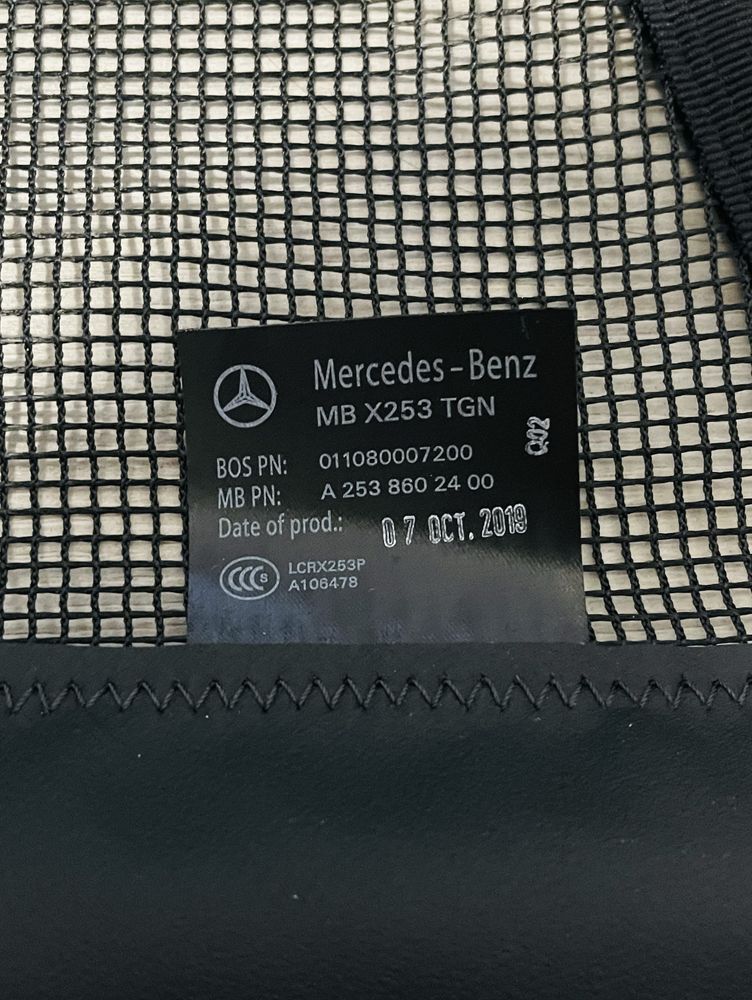 Mercedes-Benz
MB X253 TGN
Q02
BOS PN: 011080007200
MB PN: A 253 860 24 00
Date of prod.: 07 OCT. 2019
CCC S
LCRX253P
A106478